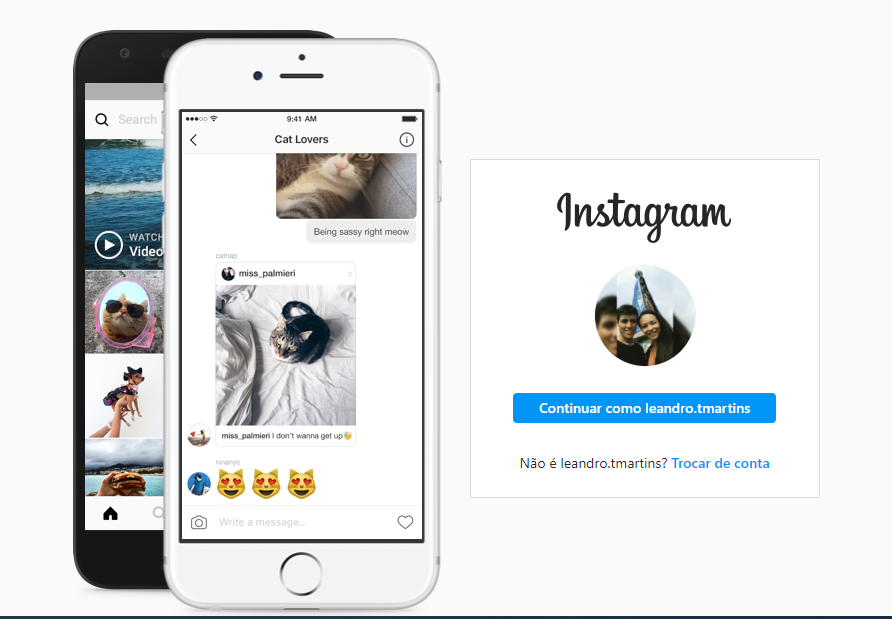 Search
WATCH
Video
9:41 AM
Cat Lovers
Being sassy right meow
catnap
miss_palmieri
miss_palmieri I don't wanna get up😴
ninanyc
😻😻😻
Write a message...
Instagram
Continuar como leandro.tmartins
Não é leandro.tmartins? Trocar de conta